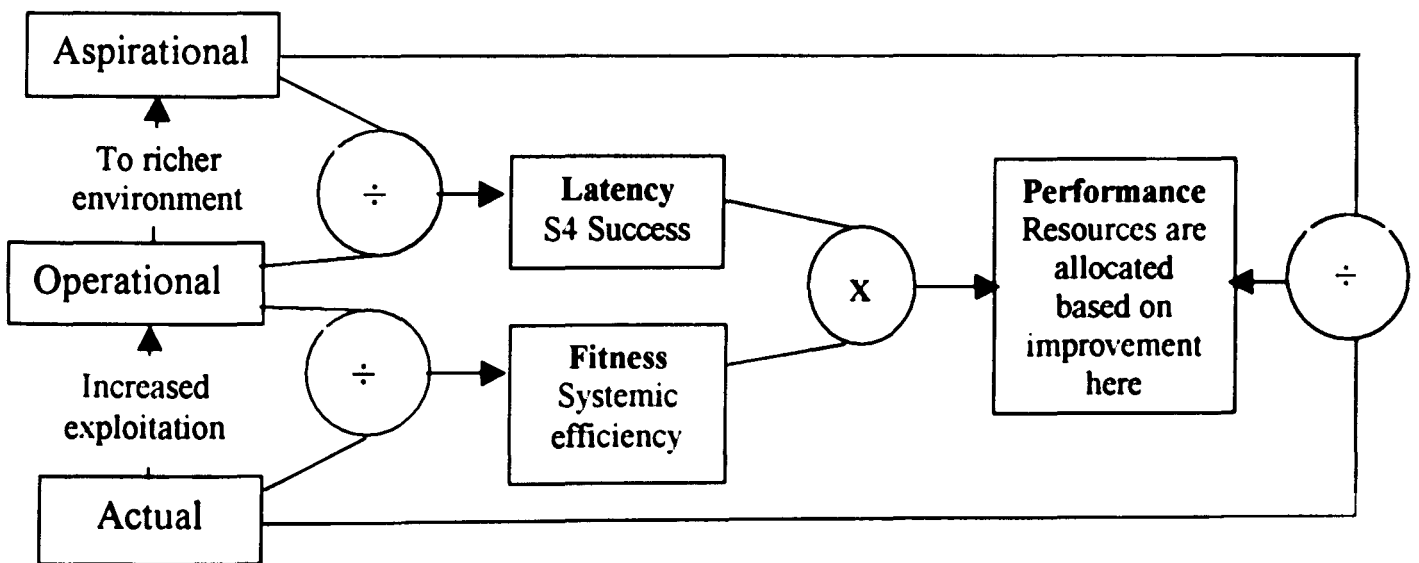 Aspirational
To richer
environment
Operational
Increased
exploitation
Actual
÷
÷
Latency
S4 Success
Fitness
Systemic
efficiency
x
Performance
Resources are
allocated
based on
improvement
here
÷